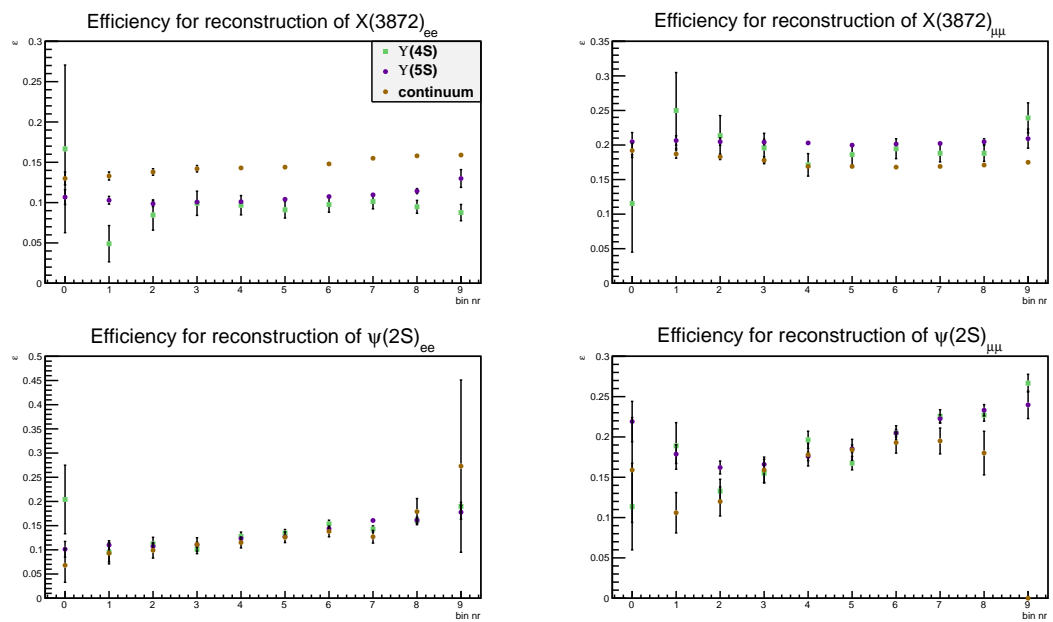 Efficiency for reconstruction of X(3872)ee
ε
0.3
0.25
0.2
0.15
0.1
0.05
0
0 1 2 3 4 5 6 7 8 9
bin nr
ϒ(4S)
ϒ(5S)
continuum
Efficiency for reconstruction of X(3872)μμ
ε
0.35
0.3
0.25
0.2
0.15
0.1
0.05
0
0 1 2 3 4 5 6 7 8 9
bin nr
Efficiency for reconstruction of ψ(2S)ee
ε
0.5
0.45
0.4
0.35
0.3
0.25
0.2
0.15
0.1
0.05
0
0 1 2 3 4 5 6 7 8 9
bin nr
Efficiency for reconstruction of ψ(2S)μμ
ε
0.3
0.25
0.2
0.15
0.1
0.05
0
0 1 2 3 4 5 6 7 8 9
bin nr